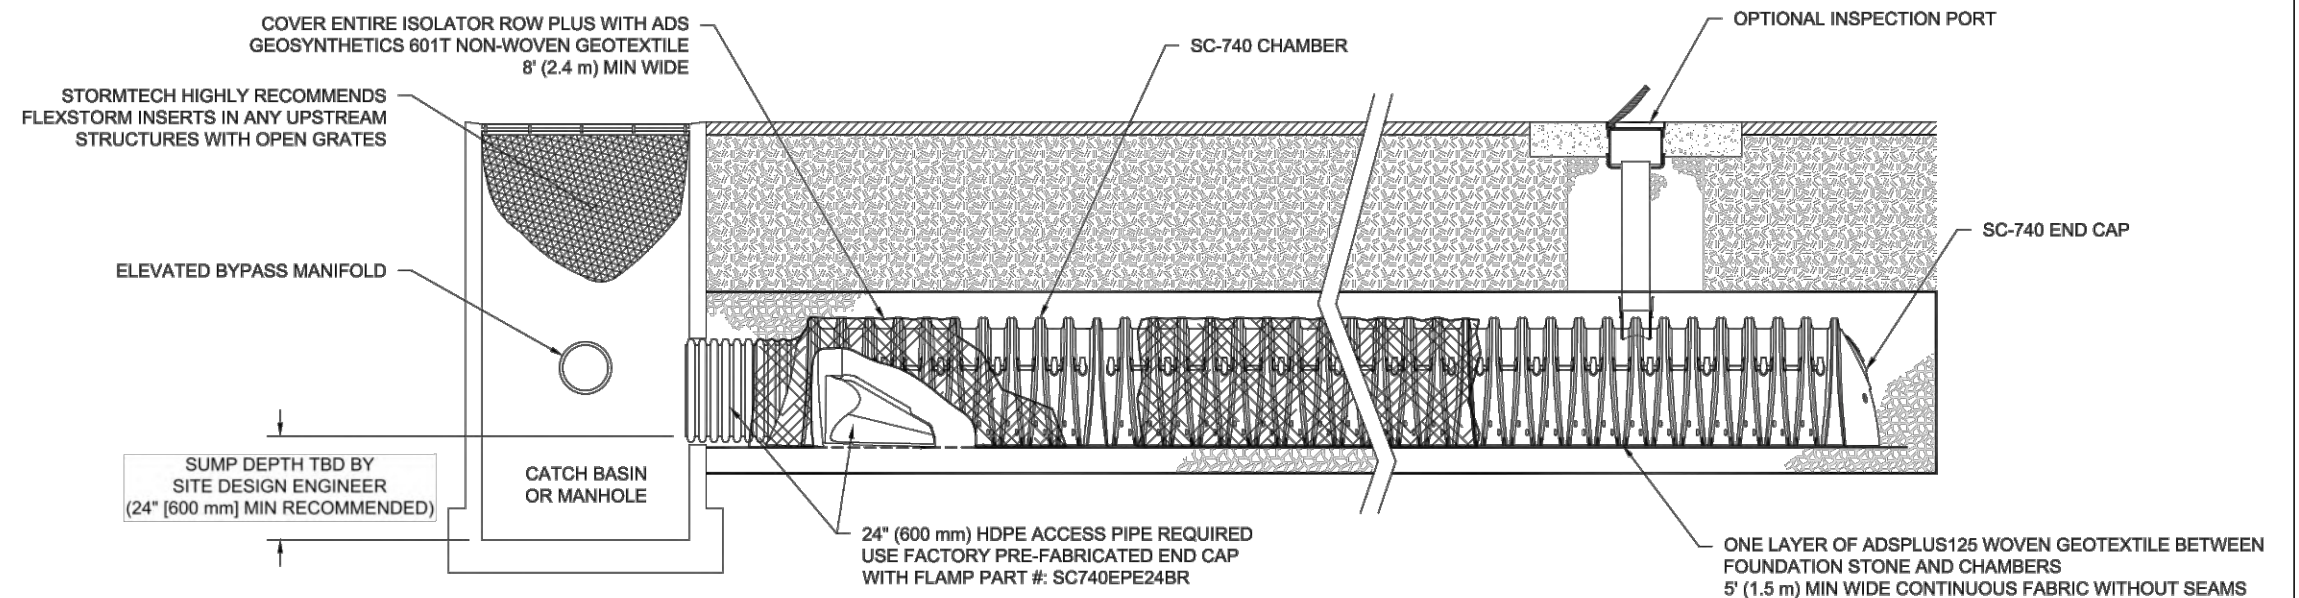 COVER ENTIRE ISOLATOR ROW PLUS WITH ADS
GEOSYNTHETICS 601T NON-WOVEN GEOTEXTILE
8' (2.4 m) MIN WIDE
STORMTECH HIGHLY RECOMMENDS
FLEXSTORM INSERTS IN ANY UPSTREAM
STRUCTURES WITH OPEN GRATES
ELEVATED BYPASS MANIFOLD
SUMP DEPTH TBD BY
SITE DESIGN ENGINEER
(24" [600 mm] MIN RECOMMENDED)
CATCH BASIN
OR MANHOLE
SC-740 CHAMBER
OPTIONAL INSPECTION PORT
SC-740 END CAP
24" (600 mm) HDPE ACCESS PIPE REQUIRED
USE FACTORY PRE-FABRICATED END CAP
WITH FLAMP PART #: SC740EPE24BR
ONE LAYER OF ADSPLUS125 WOVEN GEOTEXTILE BETWEEN
FOUNDATION STONE AND CHAMBERS
5' (1.5 m) MIN WIDE CONTINUOUS FABRIC WITHOUT SEAMS